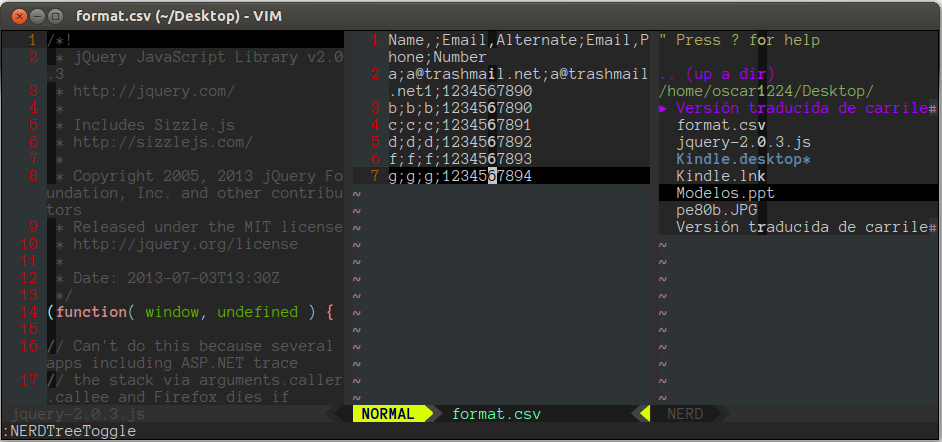 format.csv (~/Desktop) - VIM
1 /*!
2  * jQuery JavaScript Library v2.0
.3
3  * http://jquery.com/
4  *
5  * Includes Sizzle.js
6  * http://sizzlejs.com/
7  *
8  * Copyright 2005, 2013 jQuery Fo
undation, Inc. and other contribu
tors
9  * Released under the MIT license
10  * http://jquery.org/license
11  *
12  * Date: 2013-07-03T13:30Z
13  */
14 (function( window, undefined ) {
15
16 // Can't do this because several
apps including ASP.NET trace
17 // the stack via arguments.caller
.callee and Firefox dies if
jquery-2.0.3.js
1 Name,;Email,Alternate;Email,P
hone;Number
2 a;a@trashmail.net;a@trashmail
.net1;1234567890
3 b;b;b;1234567890
4 c;c;c;1234567891
5 d;d;d;1234567892
6 f;f;f;1234567893
7 g;g;g;1234567894
~
~
~
~
~
~
~
~
~
~
~
~
~
NORMAL format.csv
" Press ? for help

.. (up a dir)
/home/oscar1224/Desktop/
▶ Versión traducida de carrile#
format.csv
jquery-2.0.3.js
Kindle.desktop*
Kindle.lnk
Modelos.ppt
pe80b.JPG
Versión traducida de carrile#
~
~
~
~
~
~
~
~
~
~
NERD
:NERDTreeToggle